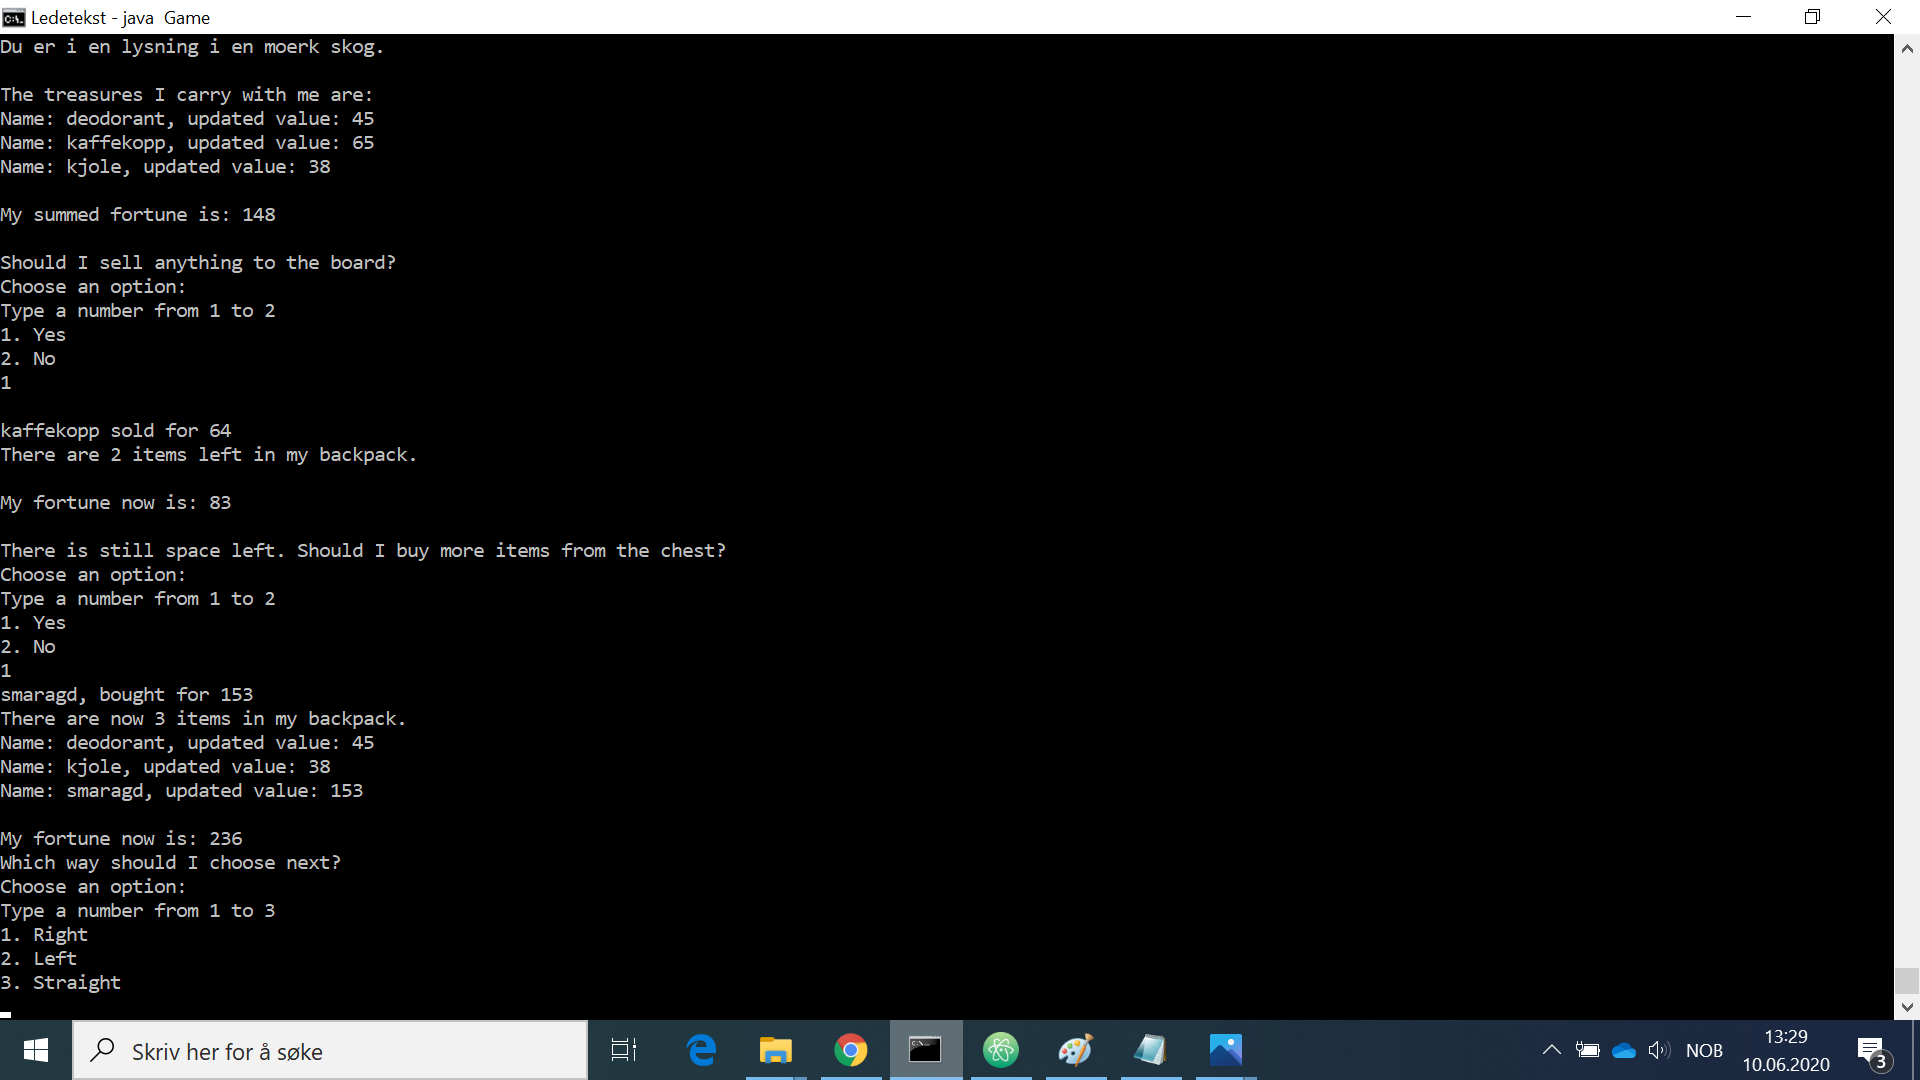 Ledetekst - java  Game
Du er i en lysning i en moerk skog.
The treasures I carry with me are:
Name: deodorant, updated value: 45
Name: kaffekopp, updated value: 65
Name: kjole, updated value: 38
My summed fortune is: 148
Should I sell anything to the board?
Choose an option:
Type a number from 1 to 2
1. Yes
2. No
1
kaffekopp sold for 64
There are 2 items left in my backpack.
My fortune now is: 83
There is still space left. Should I buy more items from the chest?
Choose an option:
Type a number from 1 to 2
1. Yes
2. No
1
smaragd, bought for 153
There are now 3 items in my backpack.
Name: deodorant, updated value: 45
Name: kjole, updated value: 38
Name: smaragd, updated value: 153
My fortune now is: 236
Which way should I choose next?
Choose an option:
Type a number from 1 to 3
1. Right
2. Left
3. Straight
Skriv her for å søke
NOB
13:29
10.06.2020
3